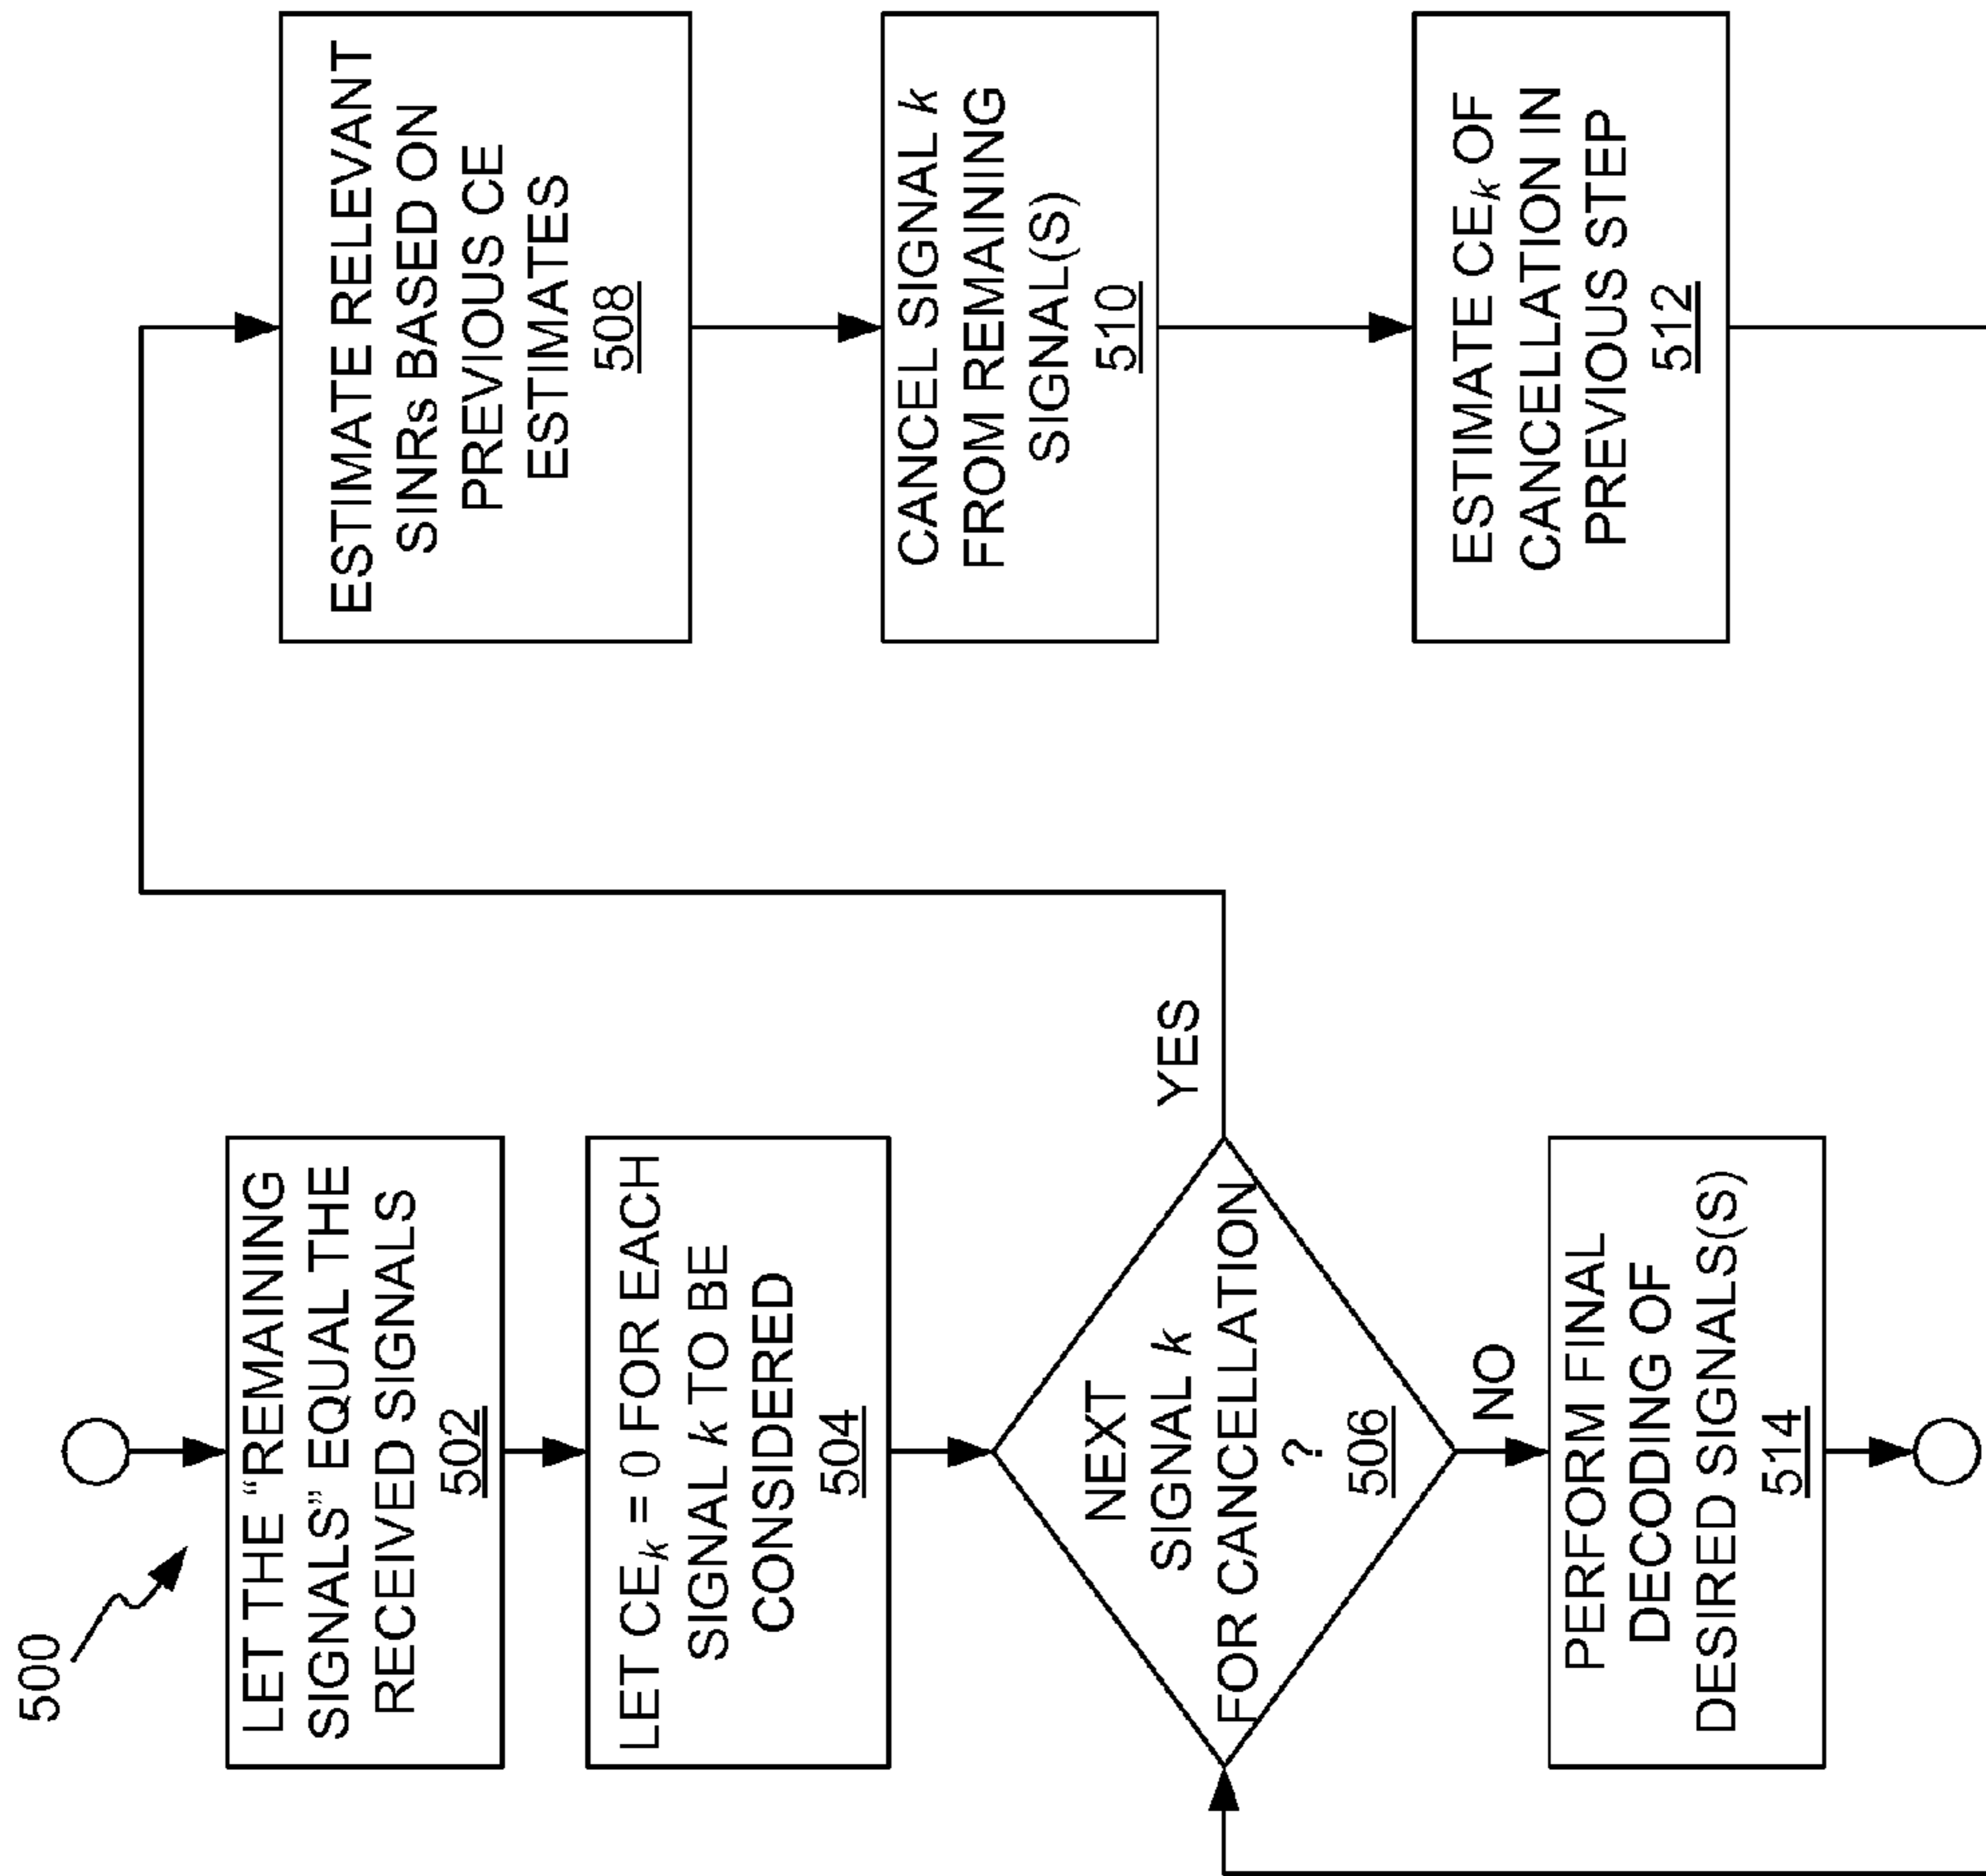 500
LET THE "REMAINING
SIGNALS" EQUAL THE
RECEIVED SIGNALS
502
LET CEk = 0 FOR EACH
SIGNAL k TO BE
CONSIDERED
504
NEXT
SIGNAL k
FOR CANCELLATION
?
506
YES
NO
ESTIMATE RELEVANT
SINRs BASED ON
PREVIOUS CE
ESTIMATES
508
CANCEL SIGNAL k
FROM REMAINING
SIGNAL(S)
510
ESTIMATE CEk OF
CANCELLATION IN
PREVIOUS STEP
512
PERFORM FINAL
DECODING OF
DESIRED SIGNALS(S)
514